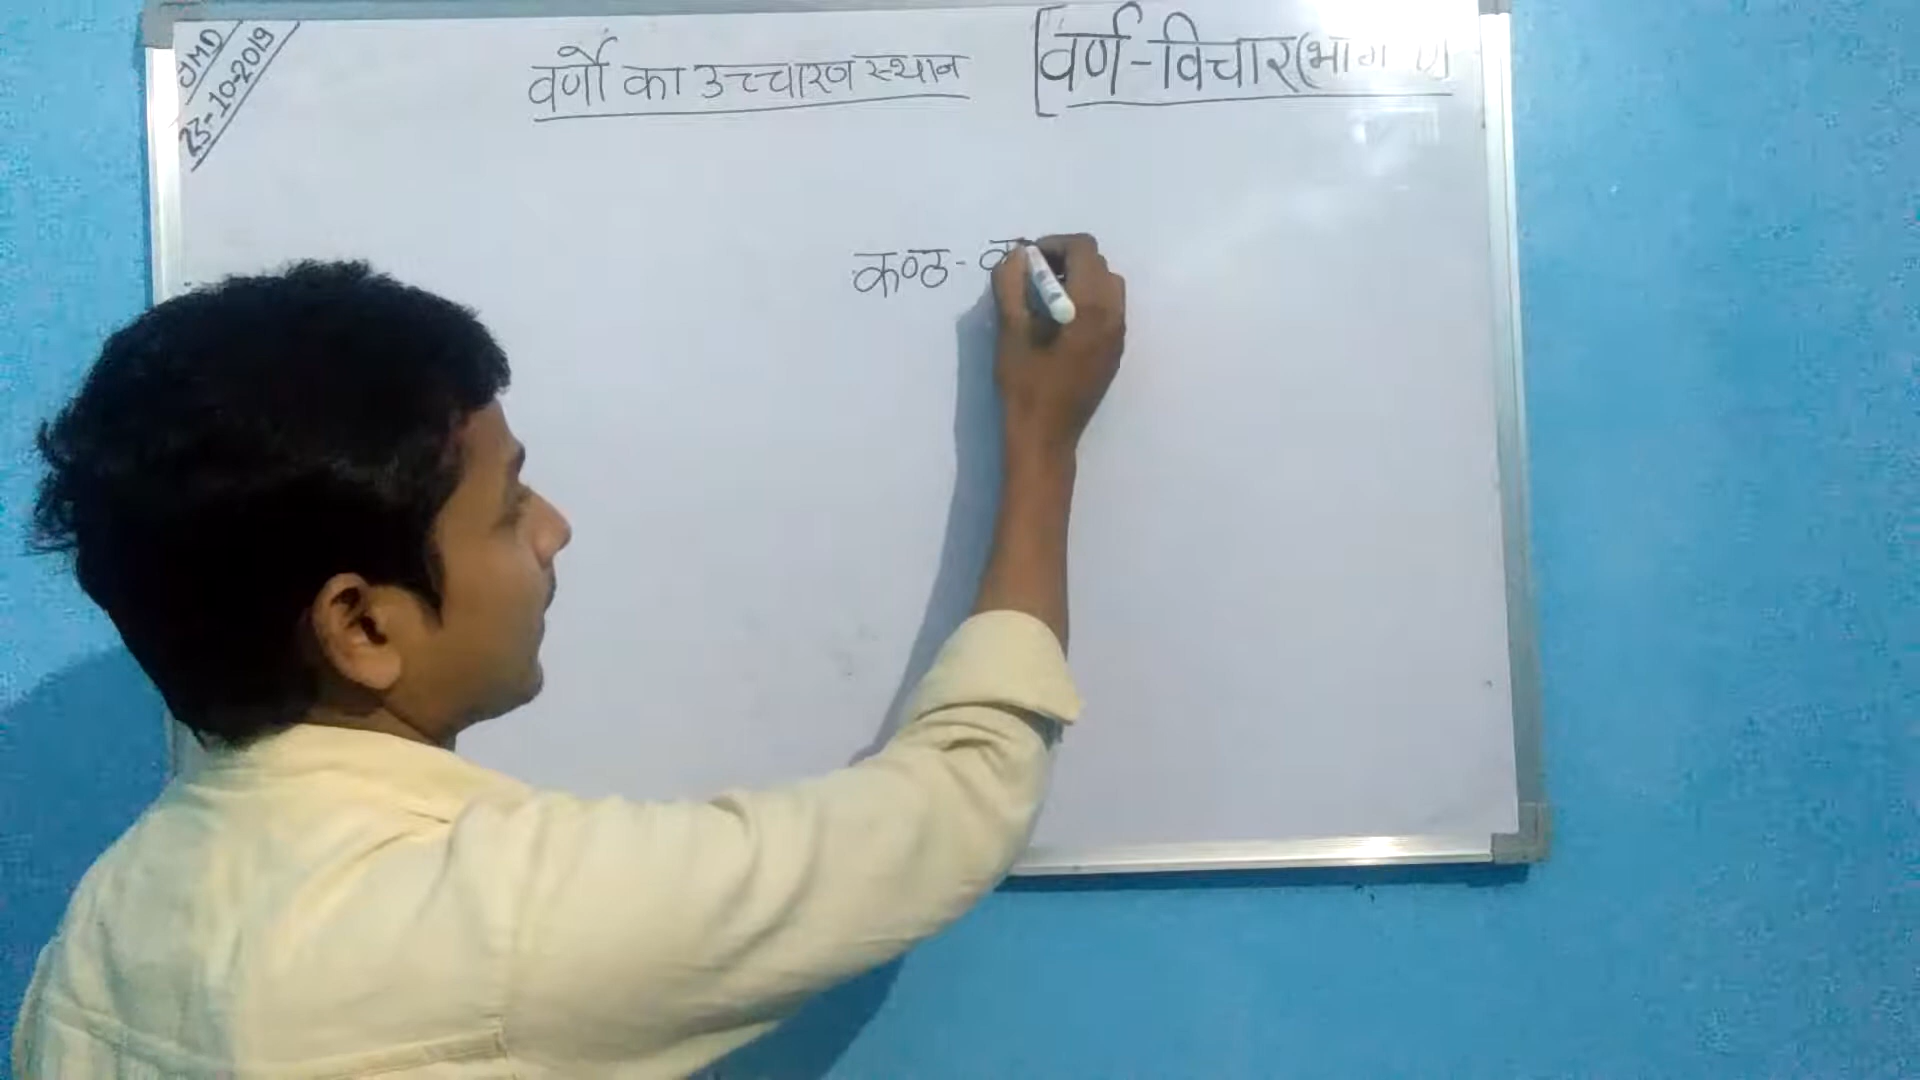 JMD
23-10-2019
वर्णों का उच्चारण स्थान
[वर्ण-विचार(भाग
कण्ठ- क